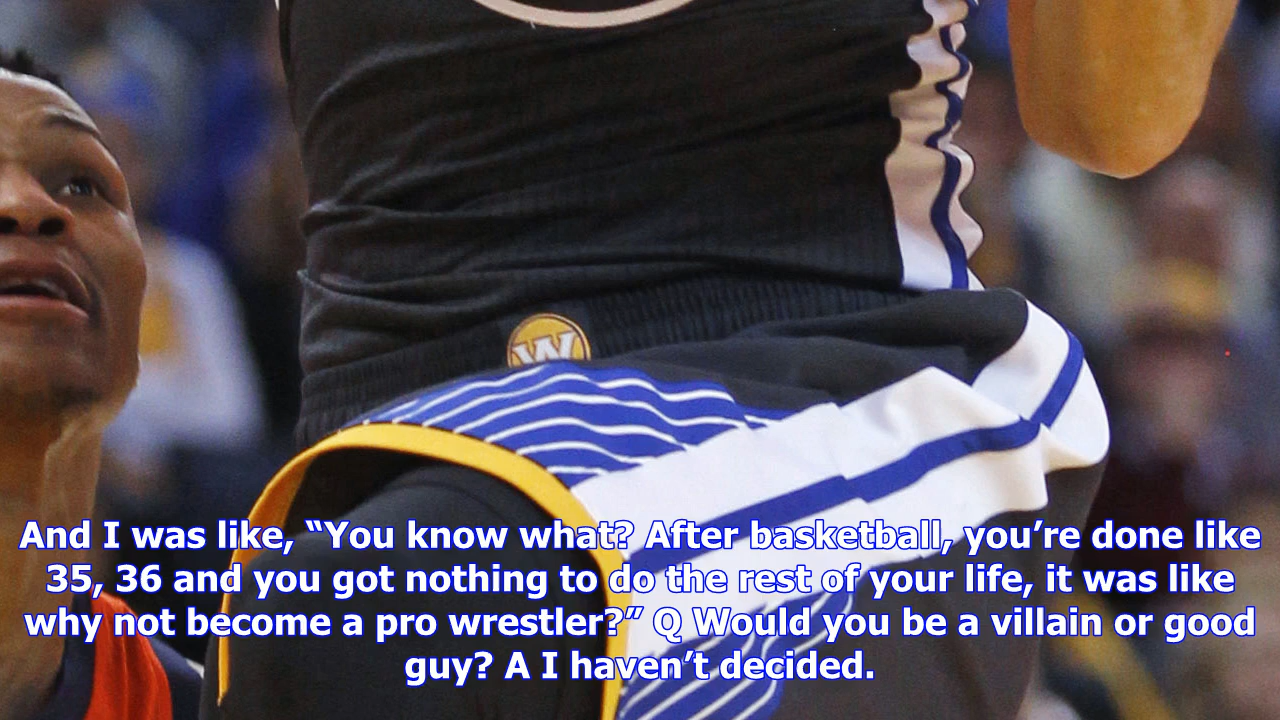 W
And I was like, “You know what? After basketball, you’re done like
35, 36 and you got nothing to do the rest of your life, it was like
why not become a pro wrestler?” Q Would you be a villain or good
guy? A I haven’t decided.